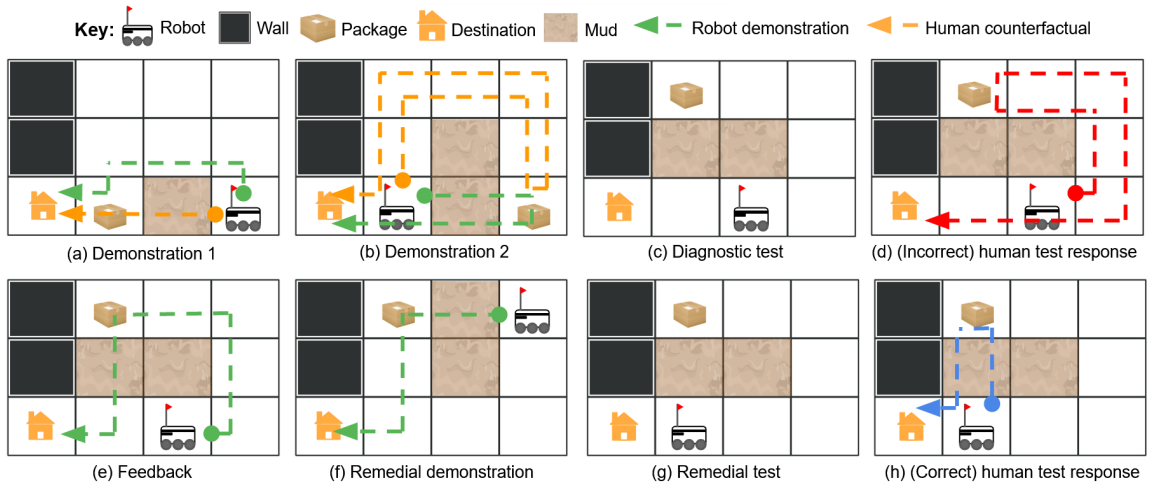 Key: Robot Wall Package Destination Mud Robot demonstration Human counterfactual
(a) Demonstration 1
(b) Demonstration 2
(c) Diagnostic test
(d) (Incorrect) human test response
(e) Feedback
(f) Remedial demonstration
(g) Remedial test
(h) (Correct) human test response